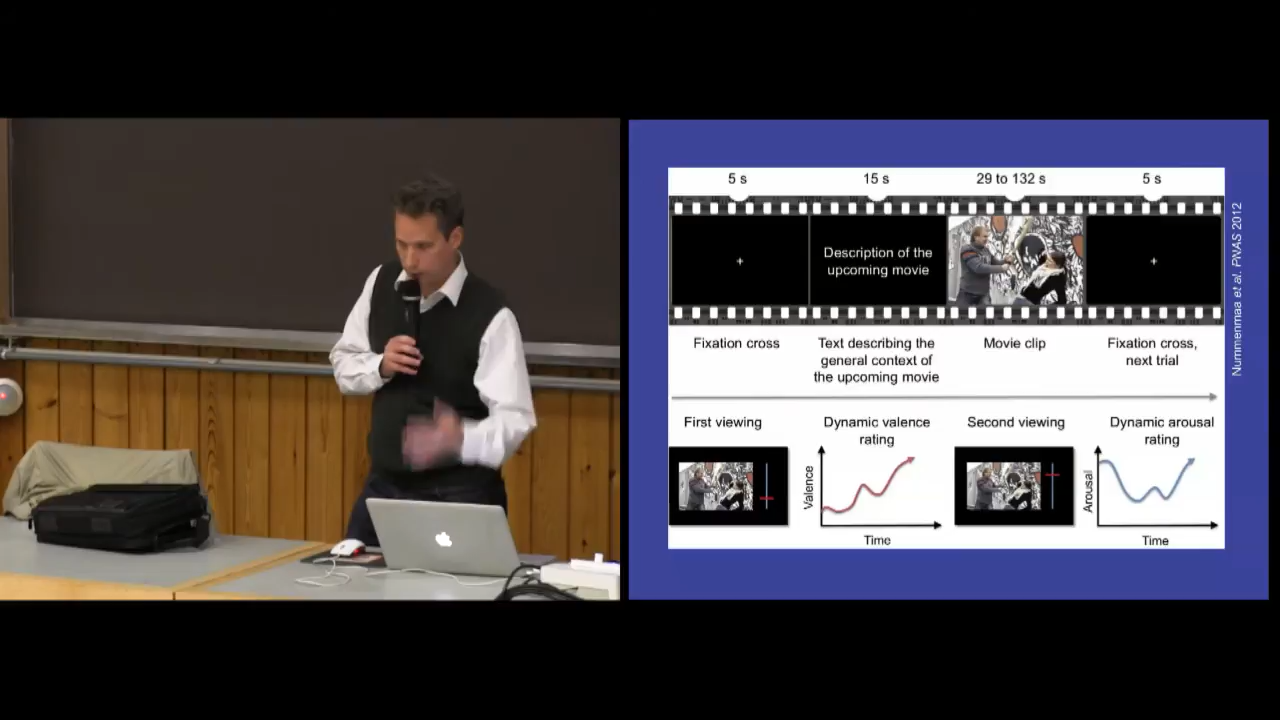 5 s
15 s
29 to 132 s
5 s
+
Description of the
upcoming movie
+
Fixation cross
Text describing the
general context of
the upcoming movie
Movie clip
Fixation cross,
next trial
First viewing
Dynamic valence
rating
Second viewing
Dynamic arousal
rating
Valence
Time
Arousal
Time
Nummenmaa et al. PNAS 2012